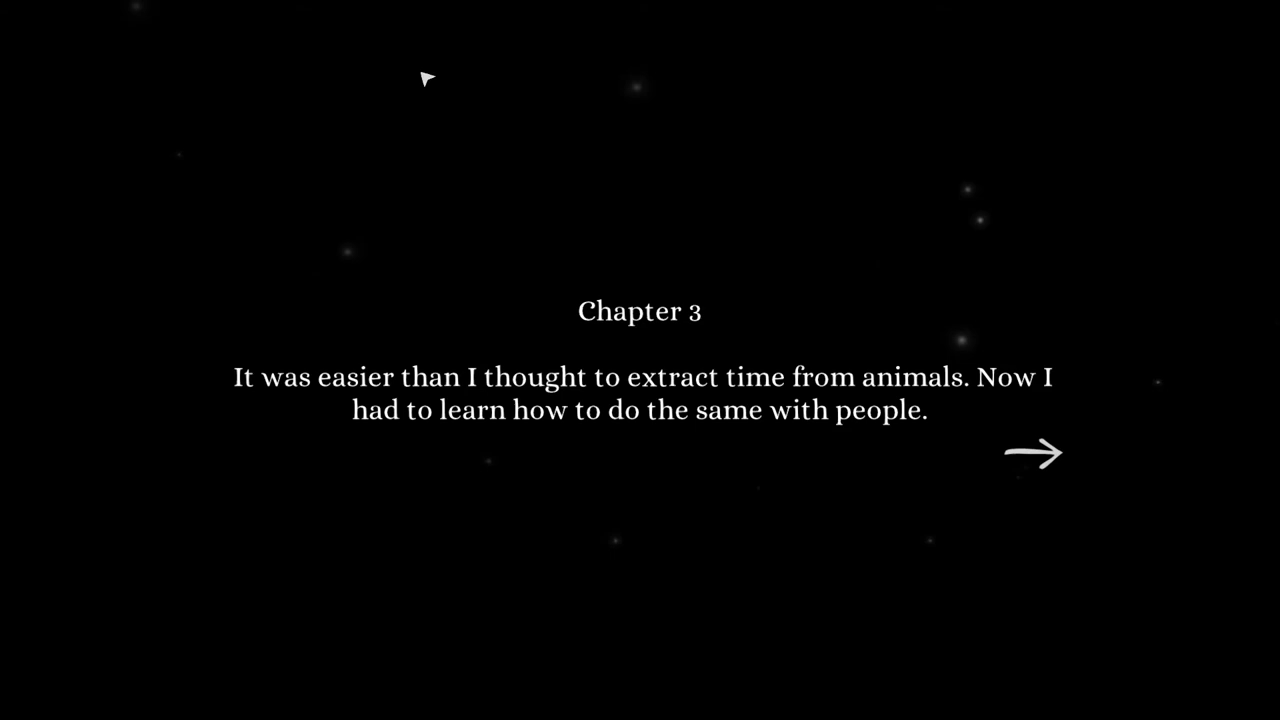 Chapter 3
It was easier than I thought to extract time from animals. Now I
had to learn how to do the same with people.